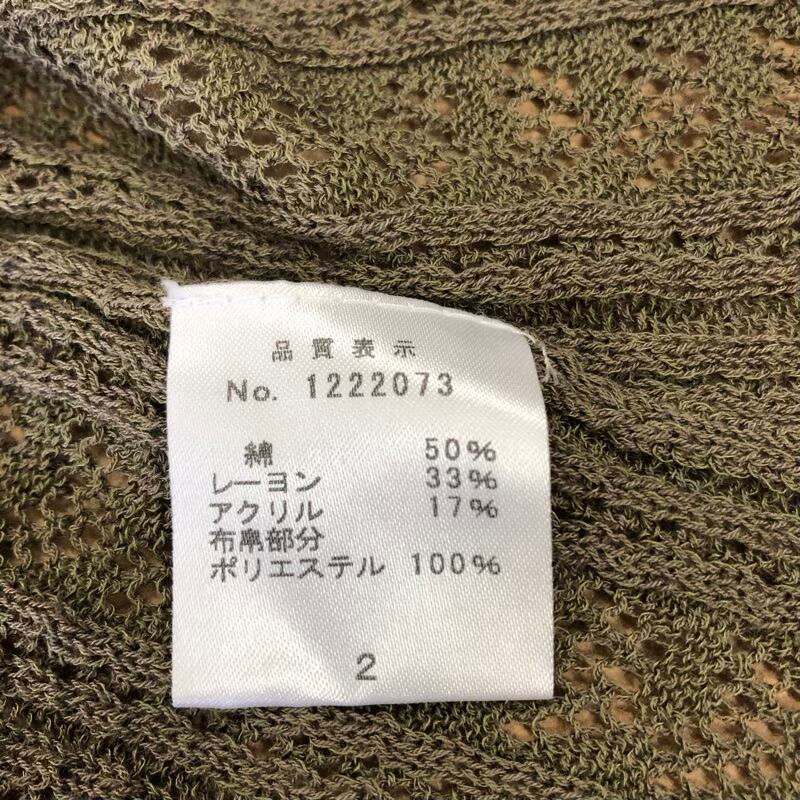 品質表示
No. 1222073
綿 50%
レーヨン 33%
アクリル 17%
布帛部分
ポリエステル 100%
2